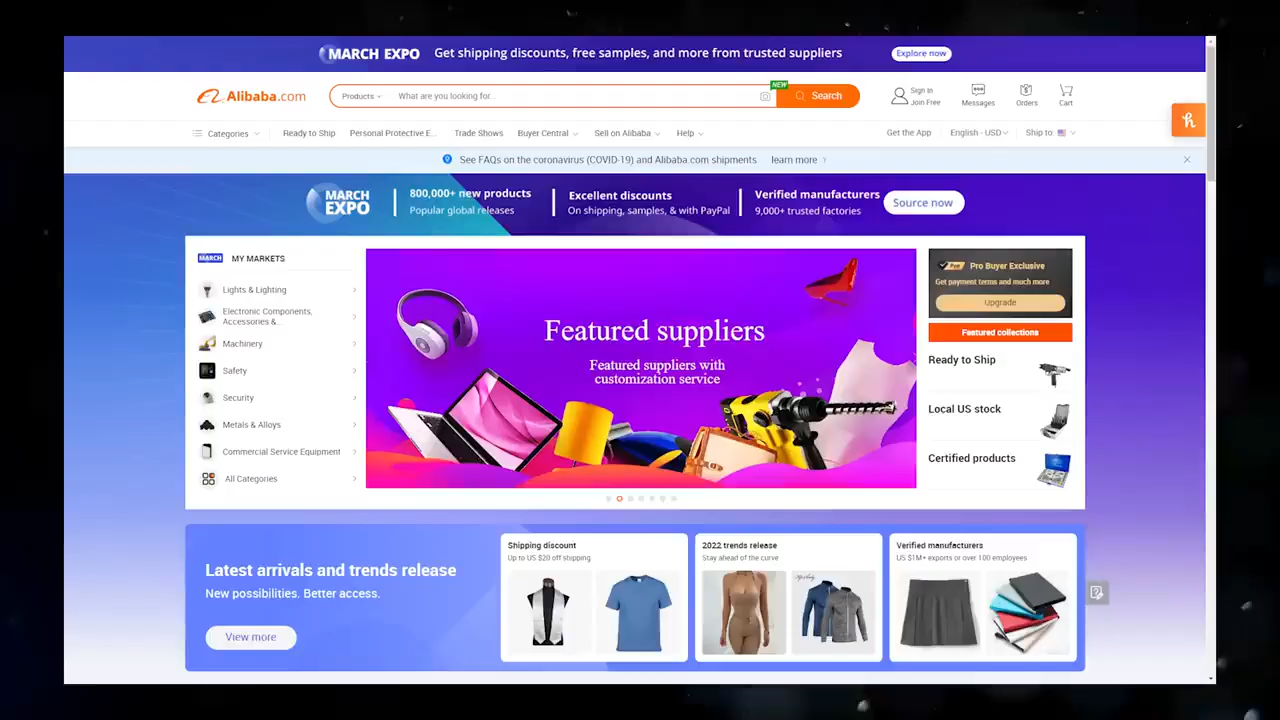 MARCH EXPO Get shipping discounts, free samples, and more from trusted suppliers Explore now
Alibaba.com
Products
What are you looking for..
NEW
Search
Sign In
Join Free
Messages
Orders
Cart
Categories
Ready to Ship
Personal Protective E...
Trade Shows
Buyer Central
Sell on Alibaba
Help
Get the App
English - USD
Ship to:
See FAQs on the coronavirus (COVID-19) and Alibaba.com shipments learn more
MARCH
EXPO
800,000+ new products
Popular global releases
Excellent discounts
On shipping, samples, & with PayPal
Verified manufacturers
9,000+ trusted factories
Source now
MARCH MY MARKETS
Lights & Lighting
Electronic Components,
Accessories &...
Machinery
Safety
Security
Metals & Alloys
Commercial Service Equipment
All Categories
Featured suppliers
Featured suppliers with
customization service
Pro Buyer Exclusive
Get payment terms and much more
Upgrade
Featured collections
Ready to Ship
Local US stock
Certified products
Latest arrivals and trends release
New possibilities. Better access.
View more
Shipping discount
Up to US $20 off shipping
2022 trends release
Stay ahead of the curve
Verified manufacturers
US $1M+ exports or over 100 employees